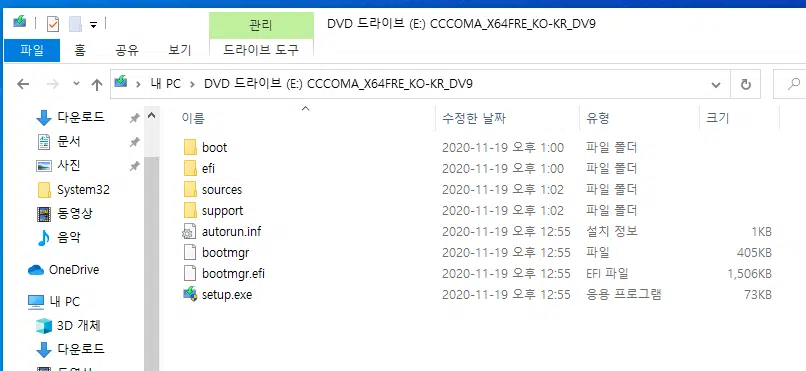 관리
DVD 드라이브 (E:) CCCOMA_X64FRE_KO-KR_DV9
파일
홈
공유
보기
드라이브 도구
내 PC
DVD 드라이브 (E:) CCCOMA_X64FRE_KO-KR_DV9
다운로드
문서
사진
System32
동영상
음악
OneDrive
내 PC
3D 개체
다운로드
동영상
이름 수정한 날짜 유형 크기
boot 2020-11-19 오후 1:00 파일 폴더
efi 2020-11-19 오후 1:00 파일 폴더
sources 2020-11-19 오후 1:02 파일 폴더
support 2020-11-19 오후 1:02 파일 폴더
autorun.inf 2020-11-19 오후 12:55 설치 정보 1KB
bootmgr 2020-11-19 오후 12:55 파일 405KB
bootmgr.efi 2020-11-19 오후 12:55 EFI 파일 1,506KB
setup.exe 2020-11-19 오후 12:55 응용 프로그램 73KB